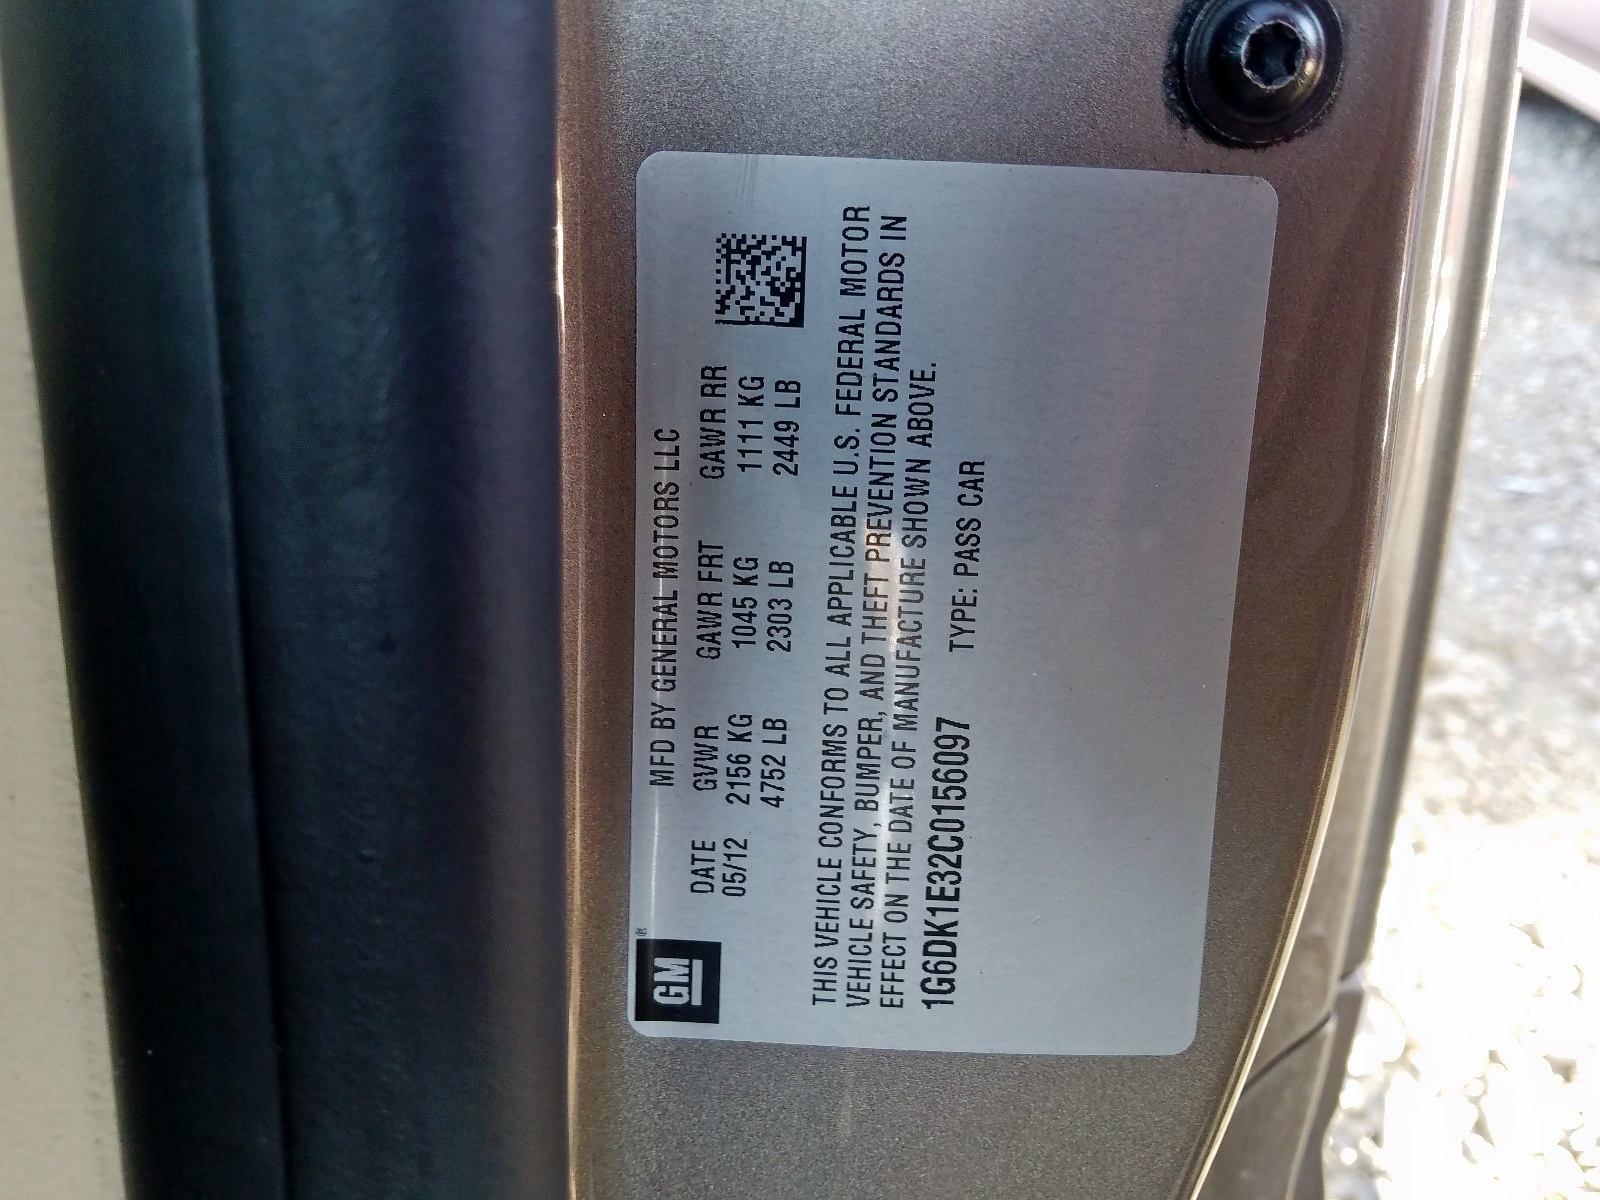 GM®
MFD BY GENERAL MOTORS LLC
DATE GVWR GAWR FRT GAWR RR
05/12 2156 KG 1045 KG 1111 KG
4752 LB 2303 LB 2449 LB
THIS VEHICLE CONFORMS TO ALL APPLICABLE U.S. FEDERAL MOTOR
VEHICLE SAFETY, BUMPER, AND THEFT PREVENTION STANDARDS IN
EFFECT ON THE DATE OF MANUFACTURE SHOWN ABOVE.
1G6DK1E32C0156097 TYPE: PASS CAR